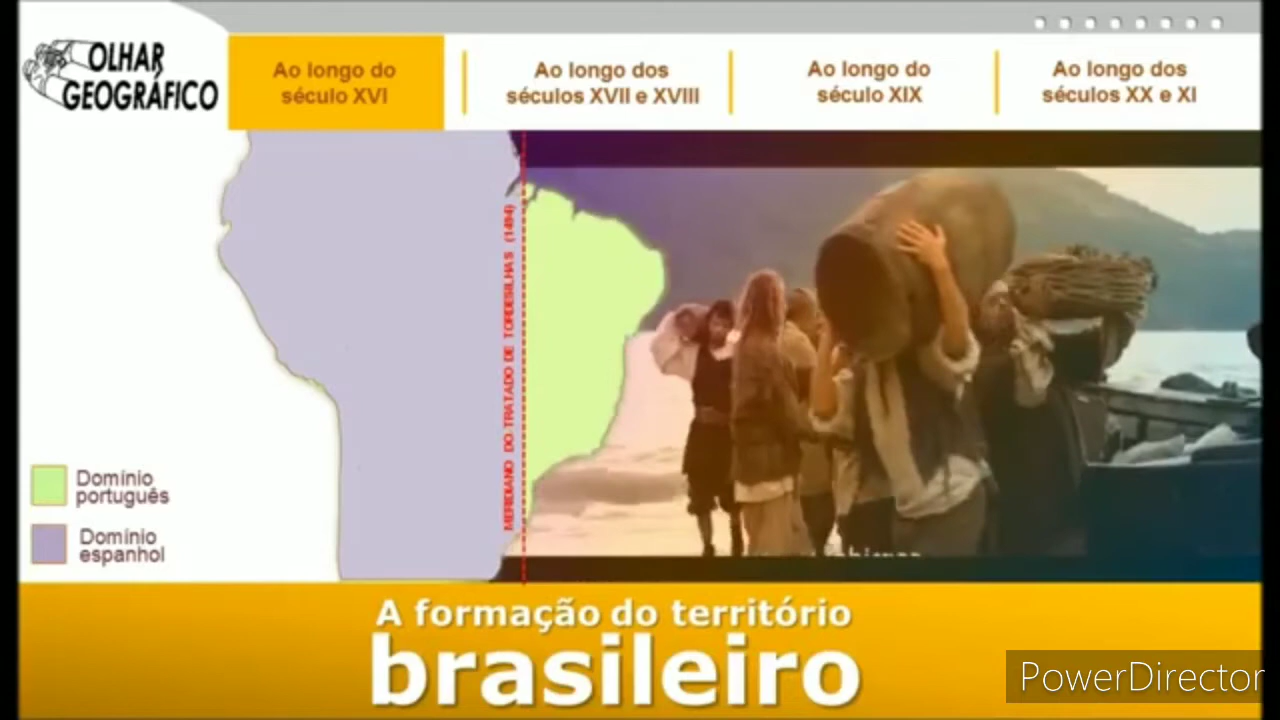 OLHAR
GEOGRÁFICO
Ao longo do
século XVI
Ao longo dos
séculos XVII e XVIII
Ao longo do
século XIX
Ao longo dos
séculos XX e XI
MERIDIANO DO TRATADO DE TORDESILHAS (1494)
Domínio
português
Domínio
espanhol
A formação do território
brasileiro
PowerDirector